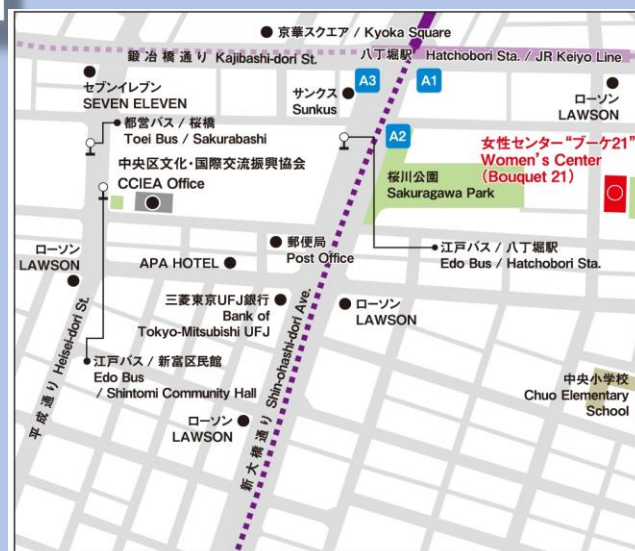 京華スクエア / Kyoka Square
鍛冶橋通り Kajibashi-dori St.
八丁堀駅 Hatchobori Sta. / JR Keiyo Line
セブンイレブン
SEVEN ELEVEN
サンクス
Sunkus
A3
A1
ローソン
LAWSON
都営バス / 桜橋
Toei Bus / Sakurabashi
A2
女性センター“ブーケ21”
Women's Center
(Bouquet 21)
中央区文化・国際交流振興協会
CCIEA Office
桜川公園
Sakuragawa Park
ローソン
LAWSON
APA HOTEL
郵便局
Post Office
江戸バス / 八丁堀駅
Edo Bus / Hatchobori Sta.
三菱東京UFJ銀行
Bank of
Tokyo-Mitsubishi UFJ
ローソン
LAWSON
江戸バス / 新富区民館
Edo Bus
/ Shintomi Community Hall
中央小学校
Chuo Elementary
School
ローソン
LAWSON
平成通り Heisei-dori St.
新大橋通り Shin-ohashi-dori Ave.